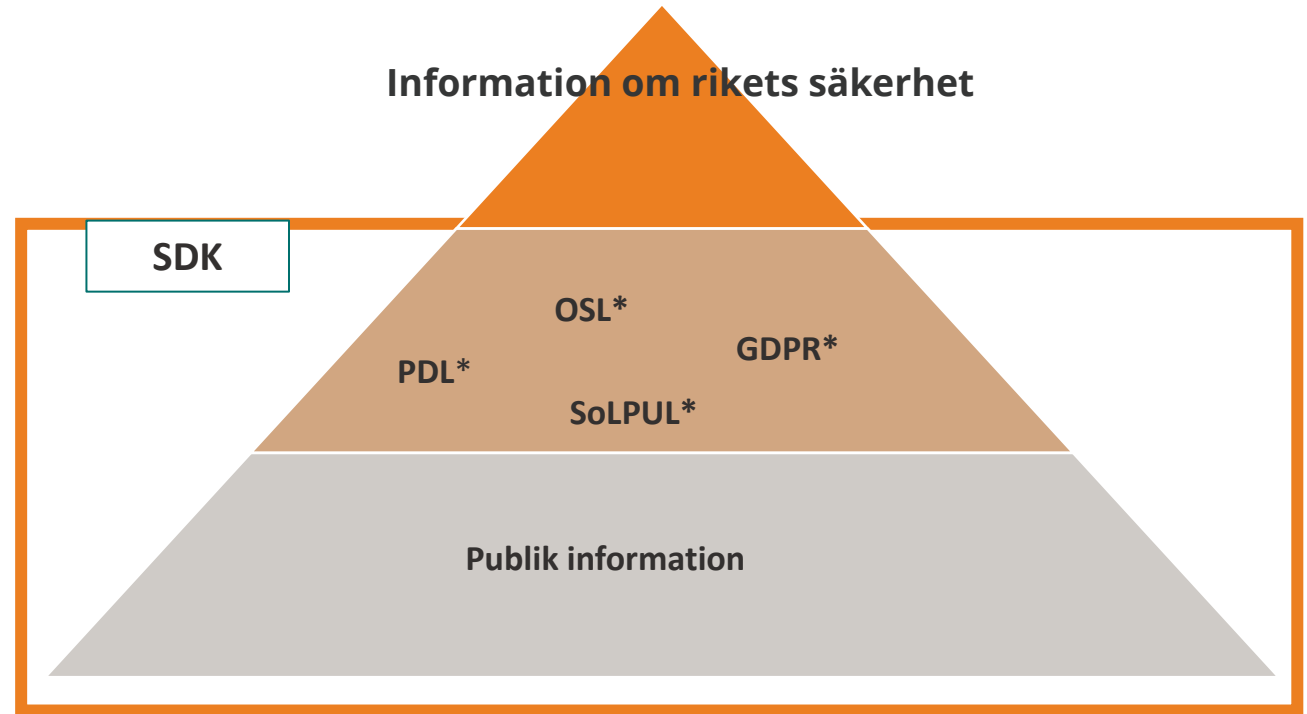 Information om rikets säkerhet
SDK
OSL*
GDPR*
PDL*
SoLPUL*
Publik information